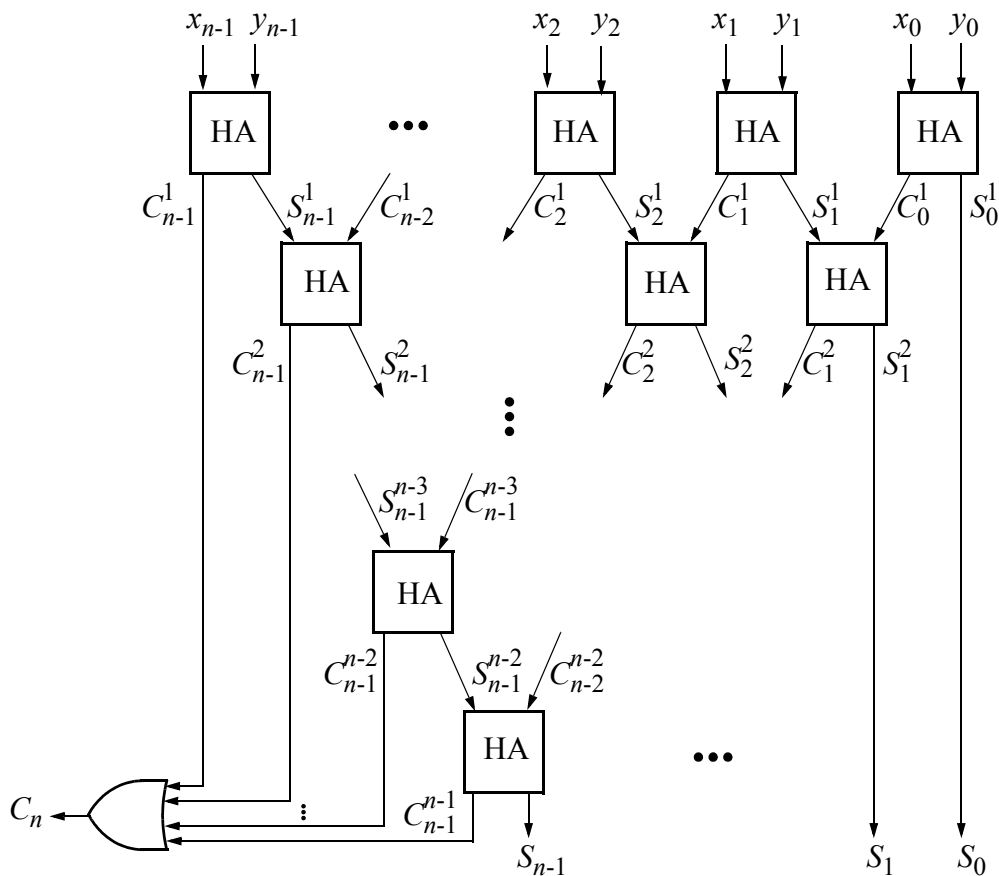 x_{n-1} y_{n-1} x_2 y_2 x_1 y_1 x_0 y_0
HA ••• HA HA HA
C^1_{n-1} S^1_{n-1} C^1_{n-2} C^1_2 S^1_2 C^1_1 S^1_1 C^1_0 S^1_0
HA HA HA
C^2_{n-1} S^2_{n-1} C^2_2 S^2_2 C^2_1 S^2_1
S^{n-3}_{n-1} C^{n-3}_{n-1}
HA
C^{n-2}_{n-1} S^{n-2}_{n-1} C^{n-2}_{n-2}
HA •••
C_n C^{n-1}_{n-1}
S_{n-1} S_1 S_0